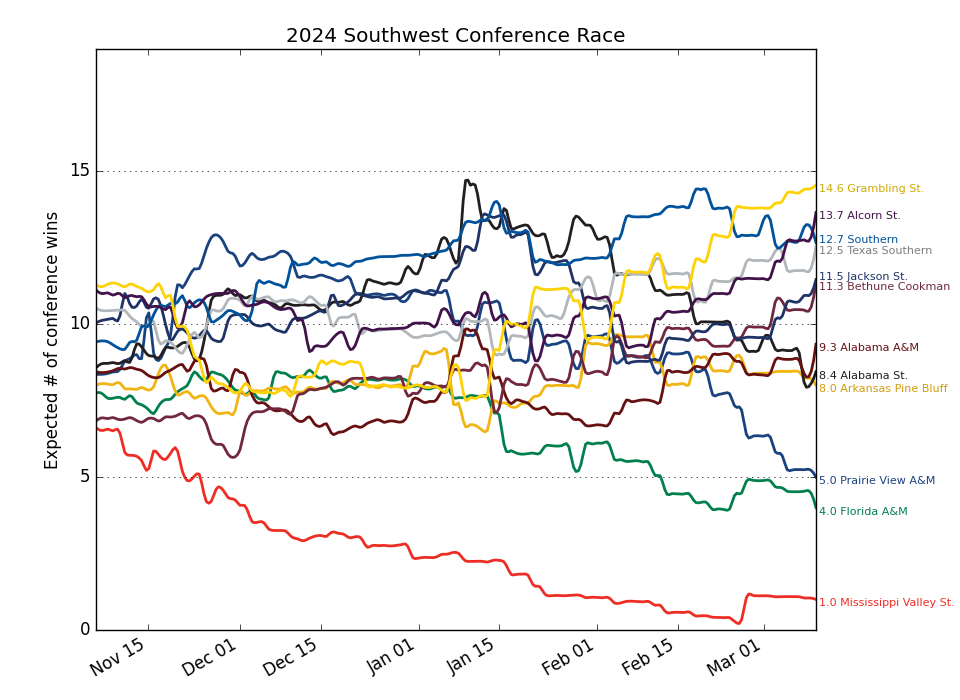 2024 Southwest Conference Race
Expected # of conference wins
15
10
5
0
14.6 Grambling St.
13.7 Alcorn St.
12.7 Southern
12.5 Texas Southern
11.5 Jackson St.
11.3 Bethune Cookman
9.3 Alabama A&M
8.4 Alabama St.
8.0 Arkansas Pine Bluff
5.0 Prairie View A&M
4.0 Florida A&M
1.0 Mississippi Valley St.
Nov 15
Dec 01
Dec 15
Jan 01
Jan 15
Feb 01
Feb 15
Mar 01